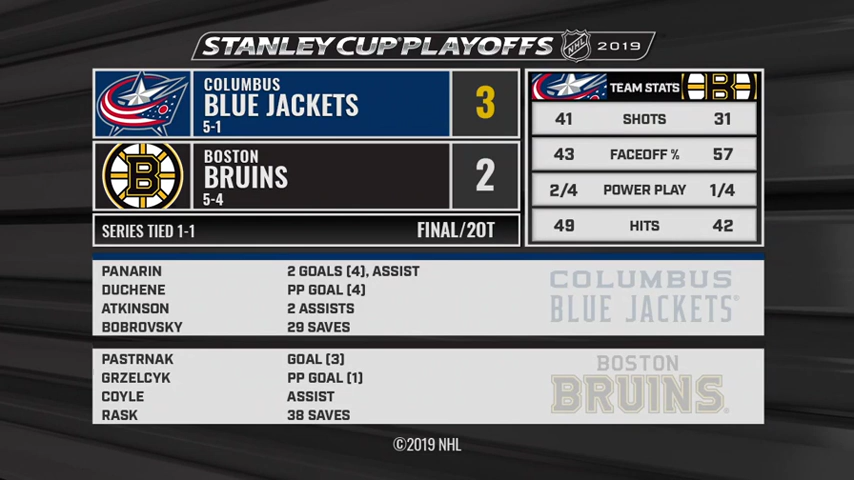 STANLEY CUP PLAYOFFS NHL 2019
COLUMBUS
BLUE JACKETS 3
5-1
BOSTON
BRUINS 2
5-4
SERIES TIED 1-1 FINAL/2OT
TEAM STATS B
41 SHOTS 31
43 FACEOFF % 57
2/4 POWER PLAY 1/4
49 HITS 42
PANARIN 2 GOALS (4), ASSIST
DUCHENE PP GOAL (4)
ATKINSON 2 ASSISTS
BOBROVSKY 29 SAVES
COLUMBUS
BLUE JACKETS
PASTRNAK GOAL (3)
GRZELCYK PP GOAL (1)
COYLE ASSIST
RASK 38 SAVES
BOSTON
BRUINS
©2019 NHL